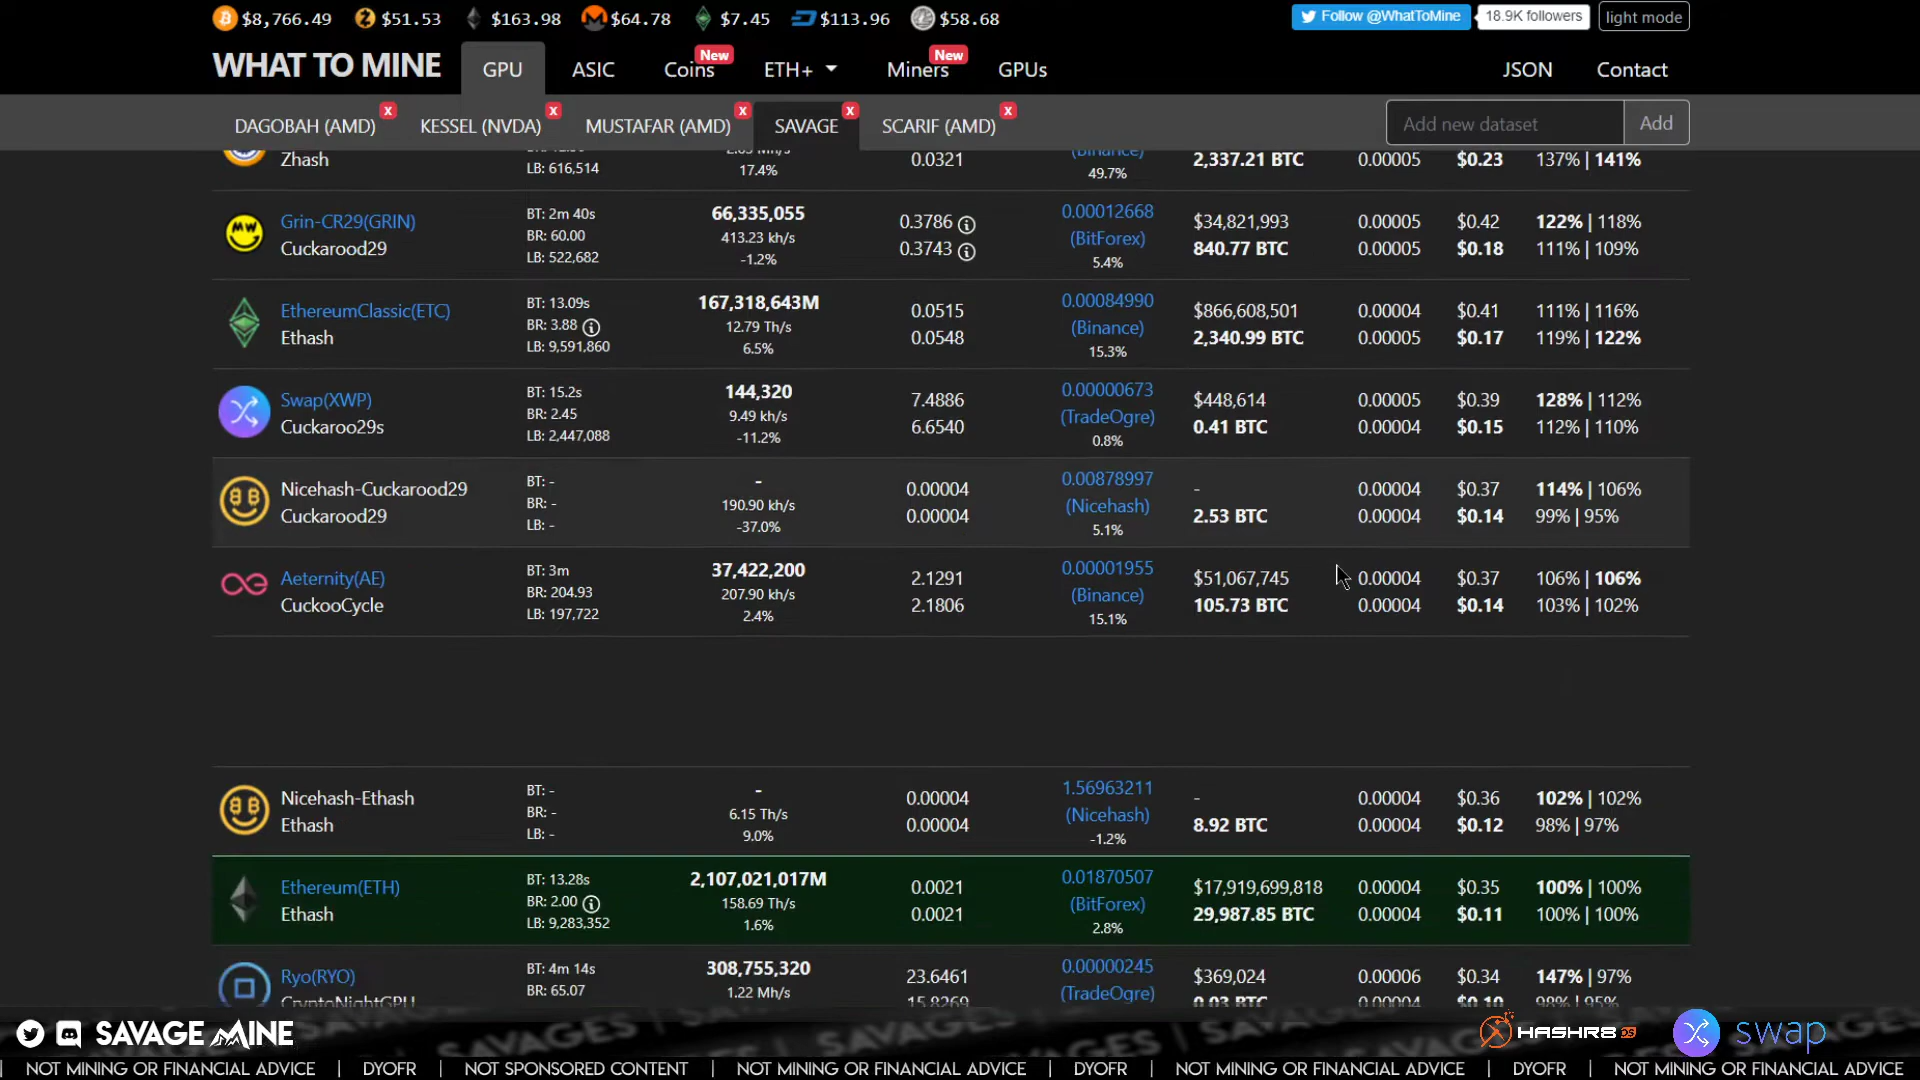 $8,766.49 $51.53 $163.98 $64.78 $7.45 $113.96 $58.68 Follow @WhatToMine 18.9K followers light mode
WHAT TO MINE GPU ASIC Coins New ETH+ Miners New GPUs JSON Contact
DAGOBAH (AMD) x KESSEL (NVDA) x MUSTAFAR (AMD) x SAVAGE x SCARIF (AMD) x Add new dataset Add
Zhash LB: 616,514 17.4% 0.0321 (Binance) 49.7% 2,337.21 BTC 0.00005 $0.23 137% | 141%
Grin-CR29(GRIN) BT: 2m 40s 66,335,055 0.3786 0.00012668 $34,821,993 0.00005 $0.42 122% | 118%
Cuckarood29 BR: 60.00 413.23 kh/s 0.3743 (BitForex) 840.77 BTC 0.00005 $0.18 111% | 109%
LB: 522,682 -1.2% 5.4%
EthereumClassic(ETC) BT: 13.09s 167,318,643M 0.0515 0.00084990 $866,608,501 0.00004 $0.41 111% | 116%
Ethash BR: 3.88 12.79 Th/s 0.0548 (Binance) 2,340.99 BTC 0.00005 $0.17 119% | 122%
LB: 9,591,860 6.5% 15.3%
Swap(XWP) BT: 15.2s 144,320 7.4886 0.00000673 $448,614 0.00005 $0.39 128% | 112%
Cuckaroo29s BR: 2.45 9.49 kh/s 6.6540 (TradeOgre) 0.41 BTC 0.00004 $0.15 112% | 110%
LB: 2,447,088 -11.2% 0.8%
Nicehash-Cuckarood29 BT: - - 0.00004 0.00878997 - 0.00004 $0.37 114% | 106%
Cuckarood29 BR: - 190.90 kh/s 0.00004 (Nicehash) 2.53 BTC 0.00004 $0.14 99% | 95%
LB: - -37.0% 5.1%
Aeternity(AE) BT: 3m 37,422,200 2.1291 0.00001955 $51,067,745 0.00004 $0.37 106% | 106%
CuckooCycle BR: 204.93 207.90 kh/s 2.1806 (Binance) 105.73 BTC 0.00004 $0.14 103% | 102%
LB: 197,722 2.4% 15.1%
Nicehash-Ethash BT: - - 0.00004 1.56963211 - 0.00004 $0.36 102% | 102%
Ethash BR: - 6.15 Th/s 0.00004 (Nicehash) 8.92 BTC 0.00004 $0.12 98% | 97%
LB: - 9.0% -1.2%
Ethereum(ETH) BT: 13.28s 2,107,021,017M 0.0021 0.01870507 $17,919,699,818 0.00004 $0.35 100% | 100%
Ethash BR: 2.00 158.69 Th/s 0.0021 (BitForex) 29,987.85 BTC 0.00004 $0.11 100% | 100%
LB: 9,283,352 1.6% 2.8%
Ryo(RYO) BT: 4m 14s 308,755,320 23.6461 0.00000245 $369,024 0.00006 $0.34 147% | 97%
CryptoNightGPU BR: 65.07 1.22 Mh/s 15.8269 (TradeOgre) 0.03 BTC 0.00004 $0.10 98% | 95%
SAVAGE MINE HASHR8 OS swap
NOT MINING OR FINANCIAL ADVICE | DYOFR | NOT SPONSORED CONTENT | NOT MINING OR FINANCIAL ADVICE | DYOFR | NOT MINING OR FINANCIAL ADVICE | DYOFR | NOT MINING OR FINANCIAL ADVICE